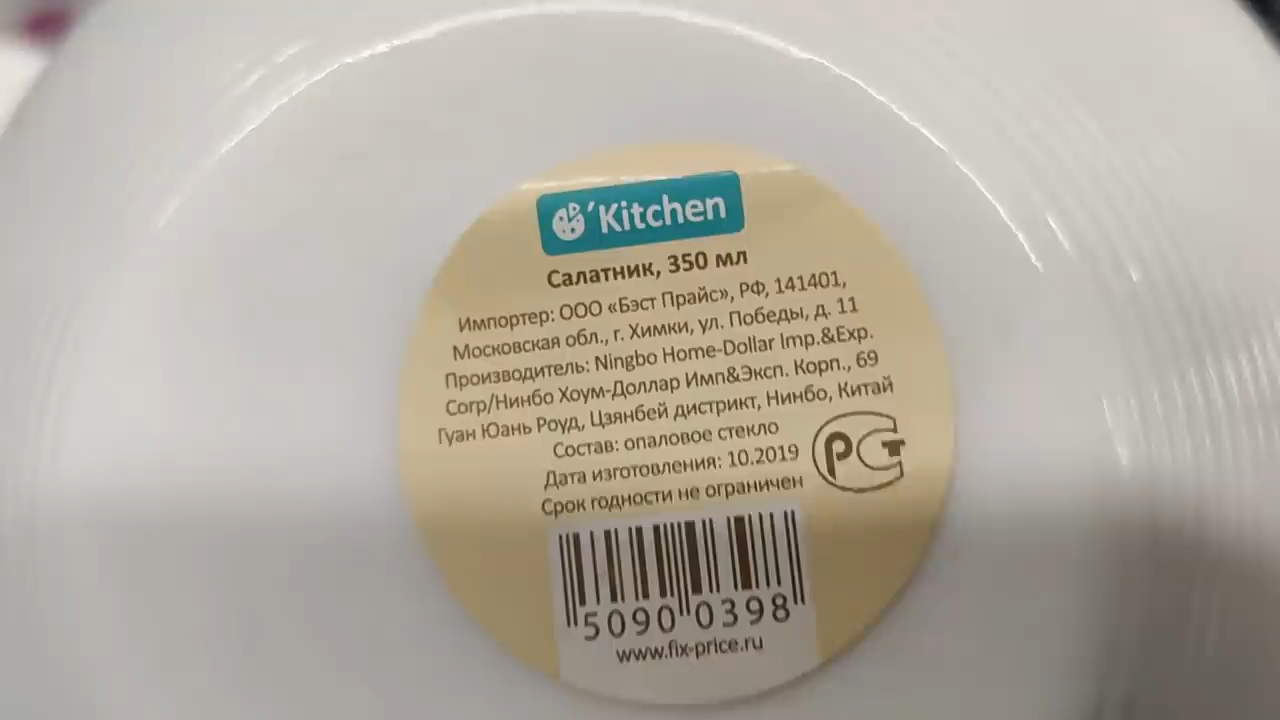 'Kitchen
Салатник, 350 мл
Импортер: ООО «Бэст Прайс», РФ, 141401,
Московская обл., г. Химки, ул. Победы, д. 11
Производитель: Ningbo Home-Dollar Imp.&Exp.
Corp/Нинбо Хоум-Доллар Имп&Эксп. Корп., 69
Гуан Юань Роуд, Цзянбей дистрикт, Нинбо, Китай
Состав: опаловое стекло
Дата изготовления: 10.2019
Срок годности не ограничен
РСТ
5090 0398
www.fix-price.ru